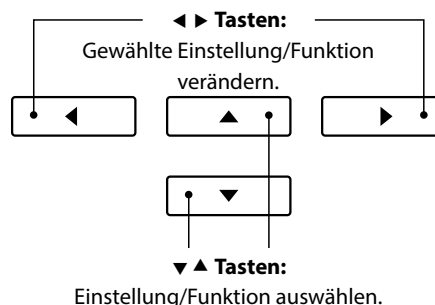 ◀ ▶ Tasten:
Gewählte Einstellung/Funktion
verändern.
◀ ▲ ▶
▼
▼ ▲ Tasten:
Einstellung/Funktion auswählen.